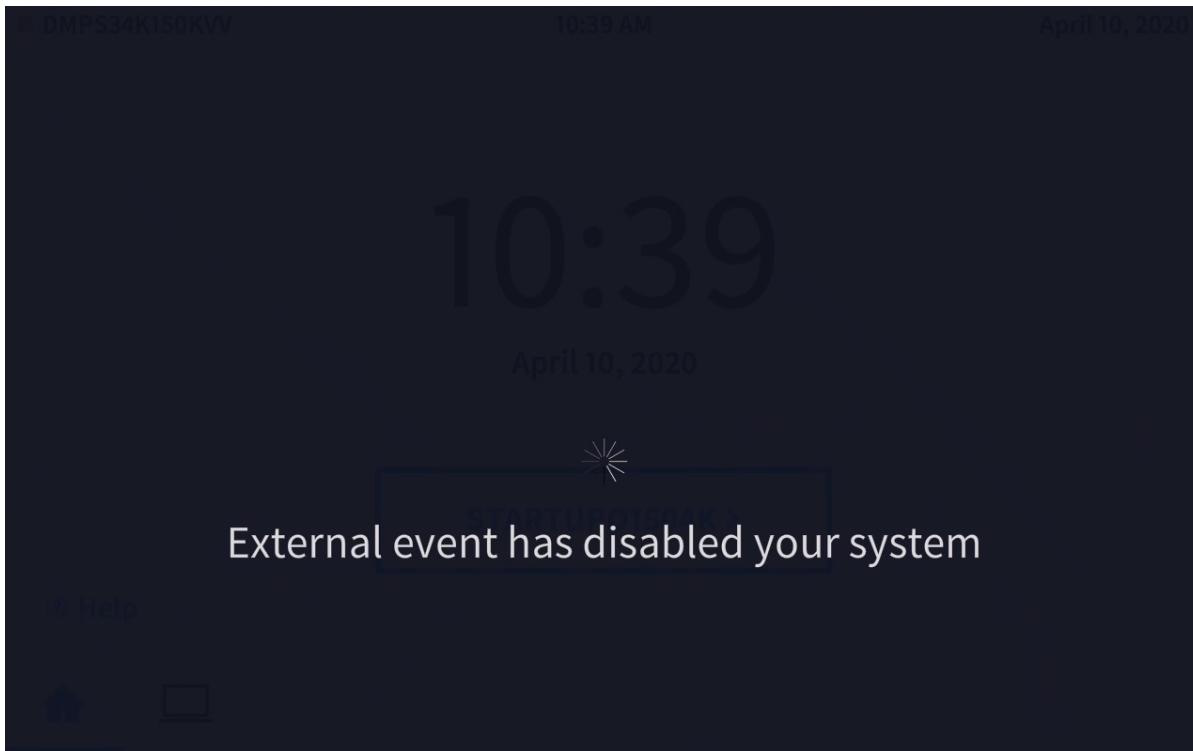 DMPS34K150KVV 10:39 AM April 10, 2020
10:39
April 10, 2020
External event has disabled your system
Help